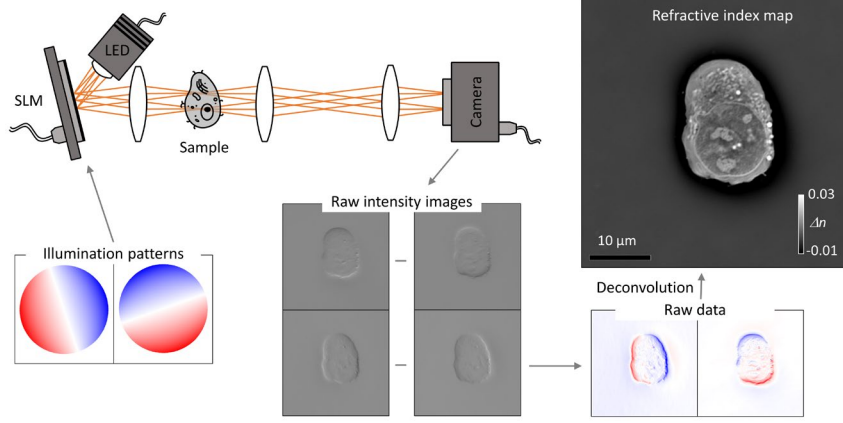 LED
SLM
Sample
Camera
Refractive index map
0.03
Δn
-0.01
10 µm
Illumination patterns
Raw intensity images
Deconvolution
Raw data